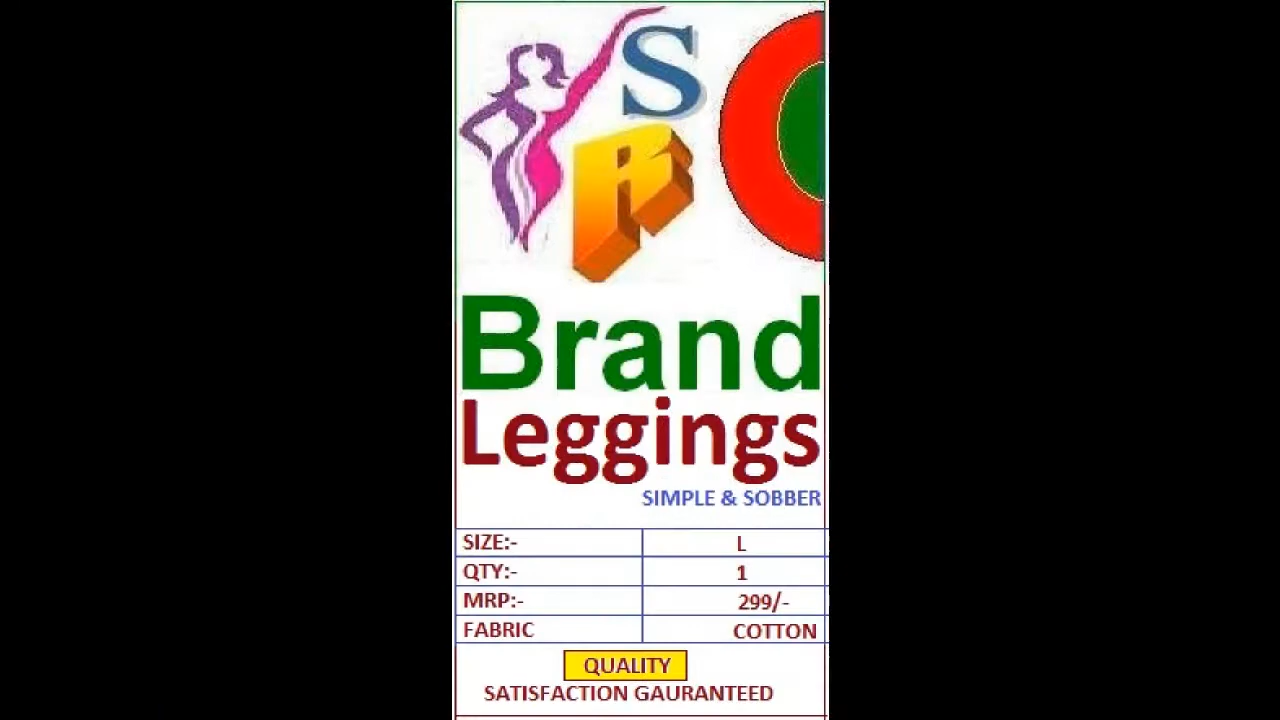 S
R
Brand
Leggings
SIMPLE & SOBBER
SIZE:- L
QTY:- 1
MRP:- 299/-
FABRIC COTTON
QUALITY
SATISFACTION GAURANTEED